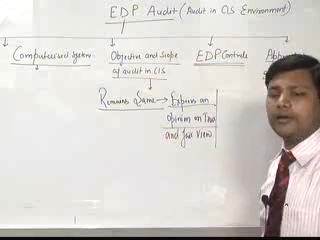 EDP Audit (Audit in CIS Environment)
Computerised System
Objective and Scope
of audit in CIS
EDP Controls
Remains Same → Express an
opinion on True
and fair View